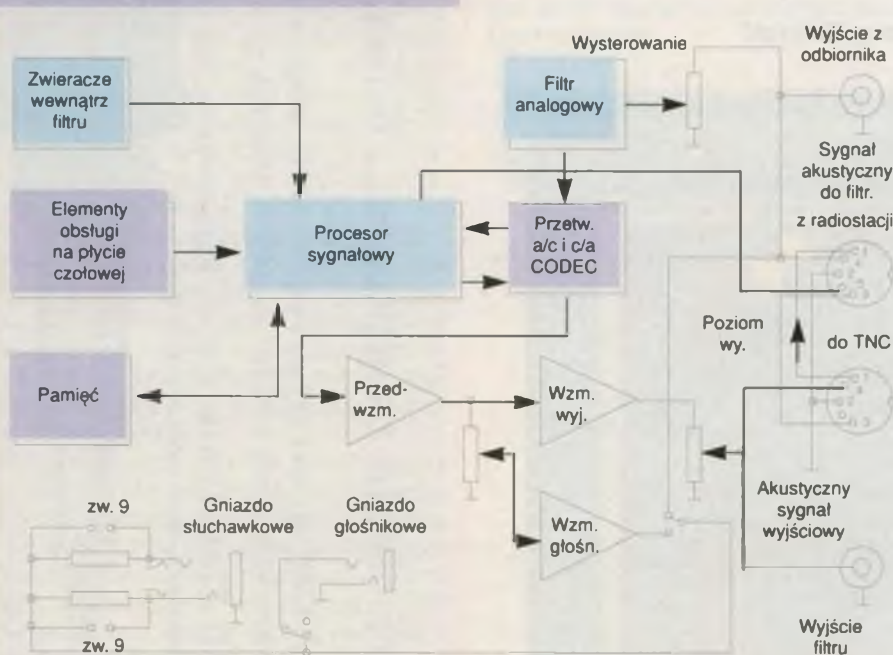 Wysterowanie
Wyjście z
odbiornika
Zwieracze
wewnątrz
filtru
Filtr
analogowy
Sygnał
akustyczny
do filtr.
z radiostacji
Elementy
obsługi
na płycie
czołowej
Procesor
sygnałowy
Przetw.
a/c i c/a
CODEC
Poziom
wy.
do TNC
Pamięć
Przed-
wzm.
Wzm.
wyj.
zw. 9
Gniazdo
słuchawkowe
Gniazdo
głośnikowe
Wzm.
głośn.
Akustyczny
sygnał
wyjściowy
zw. 9
Wyjście
filtru